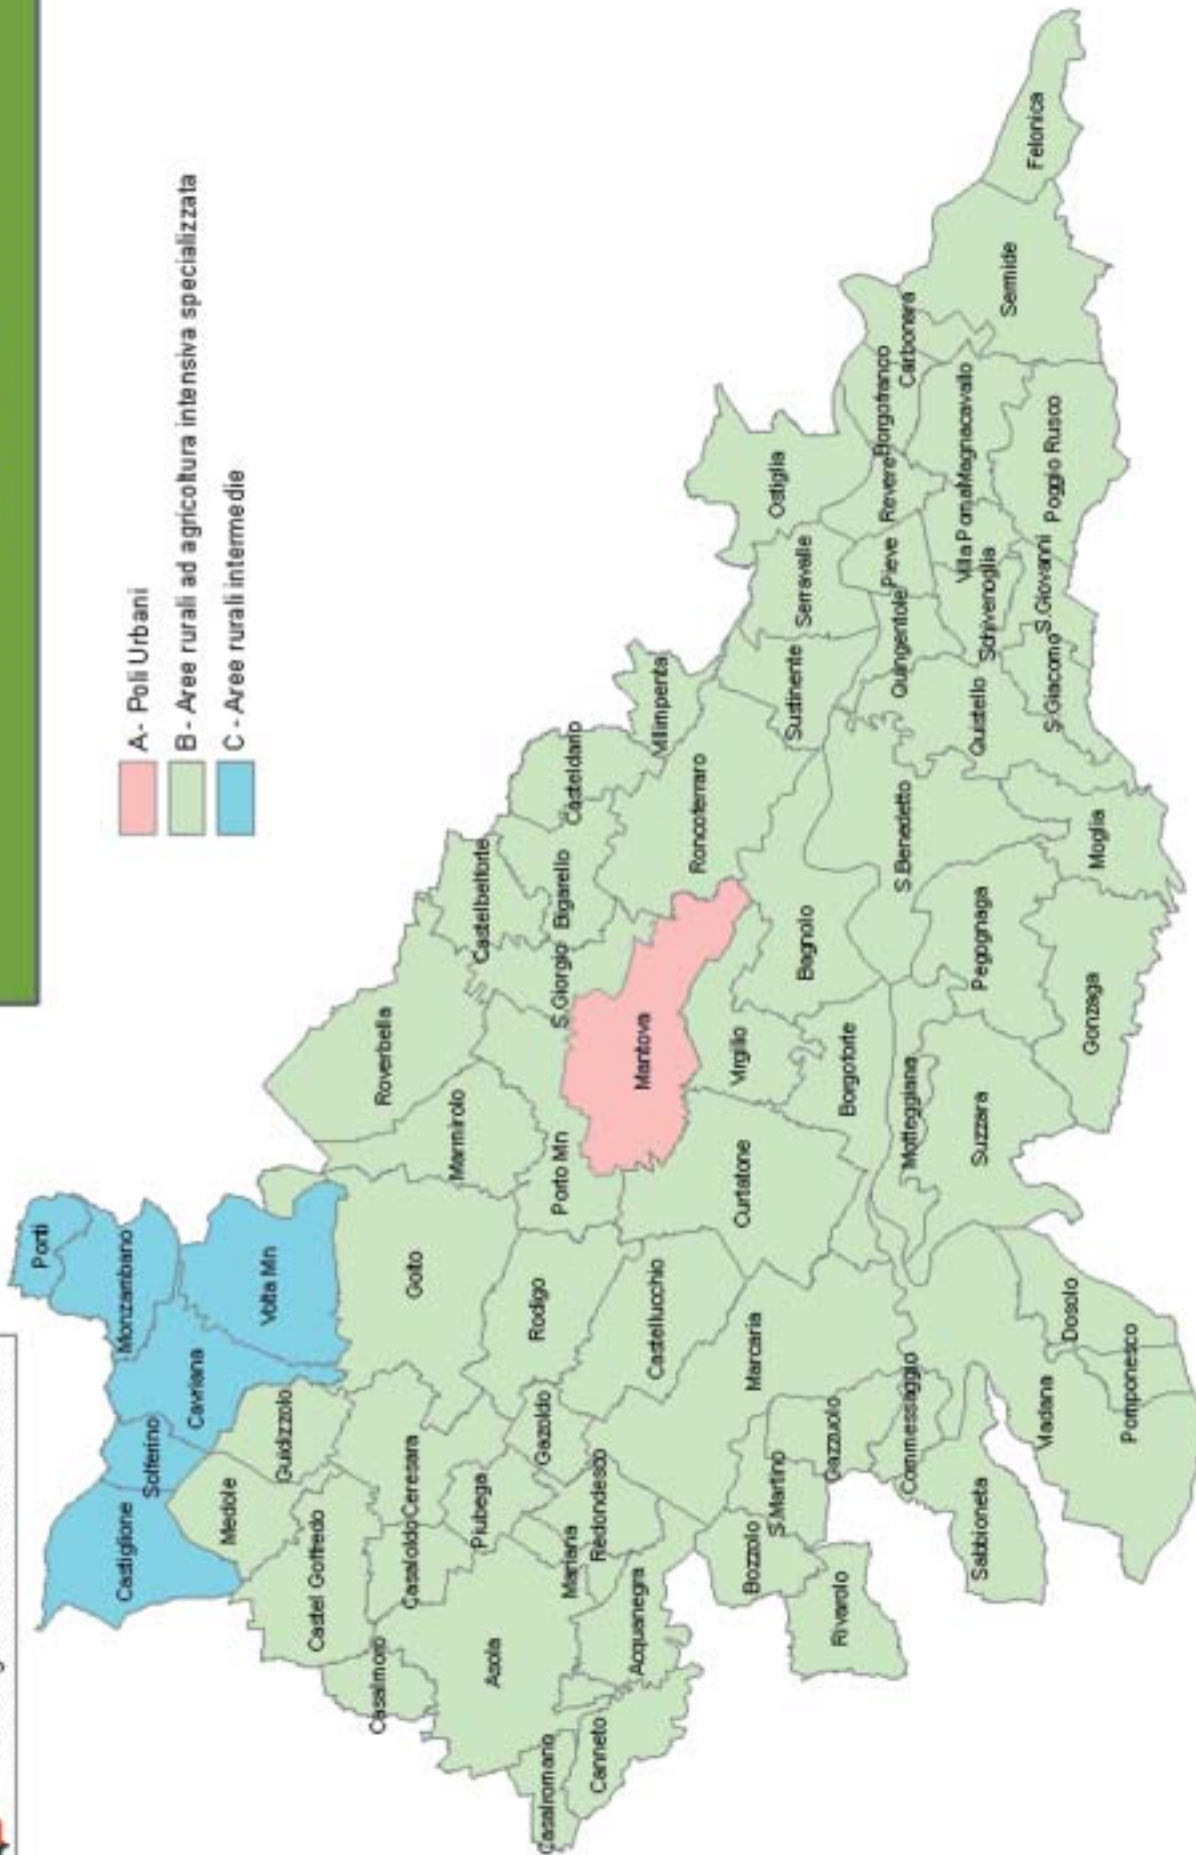 A - Poli Urbani
B - Aree rurali ad agricoltura intensiva specializzata
C - Aree rurali intermedie
Ponti
Monzambano
Castiglione
Solferino
Cavriana
Volta Mn
Medole
Guidizzolo
Castel Goffredo
Goito
Roverbella
Casalmoro
Casaloldo
Ceresara
Marmirolo
Asola
Piubega
Castelbelforte
Casalromano
Mariana
Gazoldo
Rodigo
Porto Mn
S.Giorgio
Bigarello
Casteldario
Canneto
Redondesco
Acquanegra
Castellucchio
Mantova
Roncoferraro
Villimpenta
Bozzolo
S.Martino
Marcaria
Curtatone
Virgilio
Bagnolo
Sustinente
Serravalle
Ostiglia
Rivarolo
Gazzuolo
Borgoforte
Commessaggio
Motteggiana
S.Benedetto
Quingentole
Pieve
Revere
Borgofranco
Carbonara
Sabbioneta
Suzzara
Pegognaga
Quistello
Schivenoglia
Villa Poma
Magnacavallo
Sermide
Felonica
Viadana
Dosolo
Pomponesco
Gonzaga
Moglia
S.Giacomo
S.Giovanni
Poggio Rusco